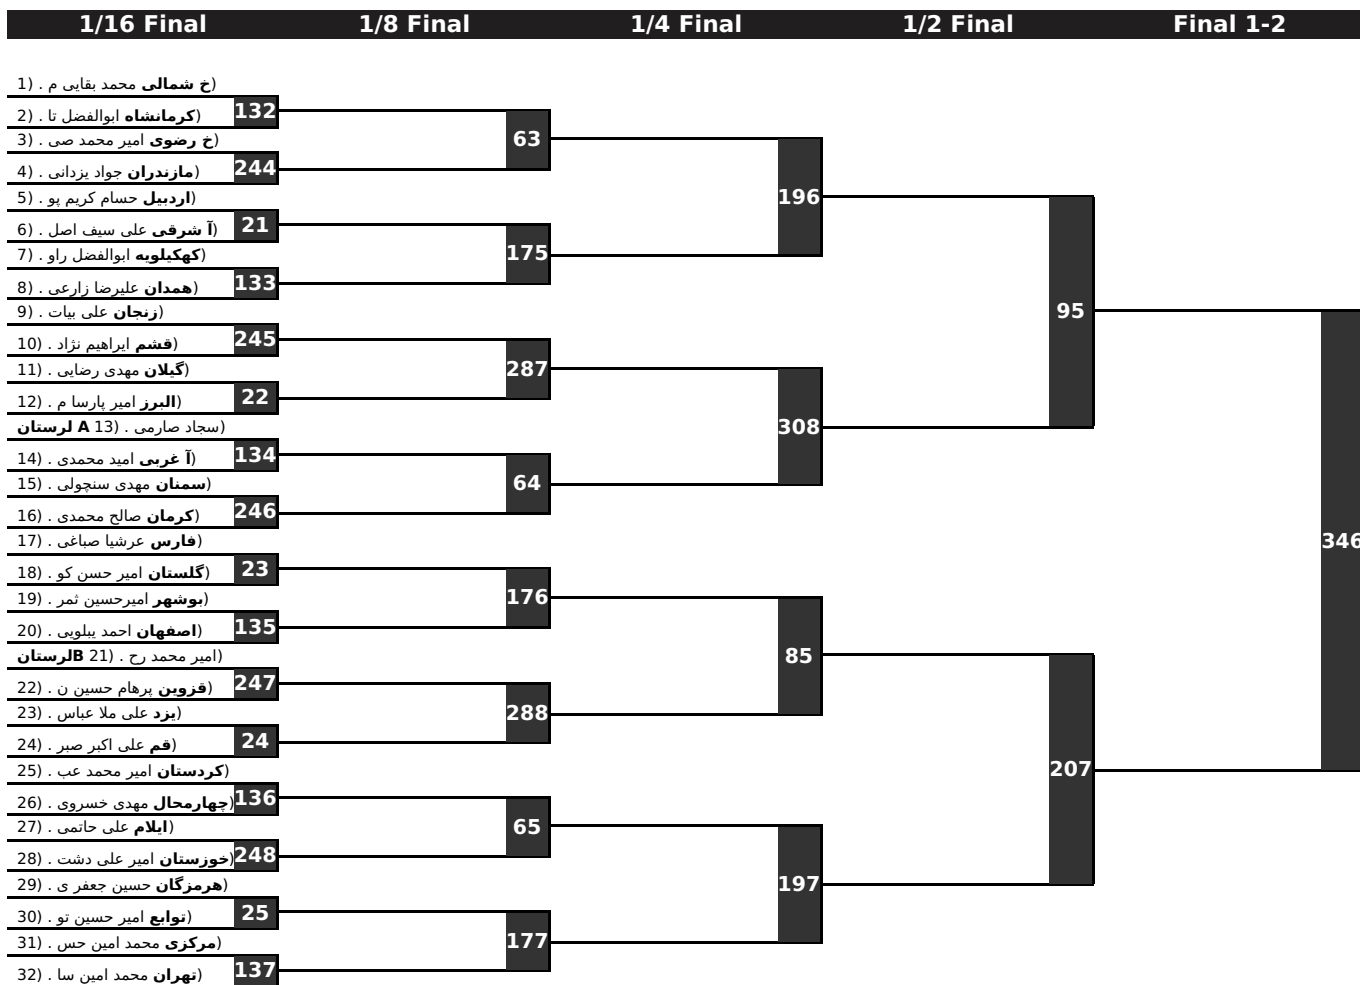 1/16 Final 1/8 Final 1/4 Final 1/2 Final Final 1-2
1) . محمد بقایی م (خ شمالی)
132
2) . ابوالفضل تا (کرمانشاه)
63
3) . امیر محمد صی (خ رضوی)
244
4) . جواد یزدانی (مازندران)
196
5) . حسام کریم پو (اردبیل)
21
6) . علی سیف اصل (آ شرقی)
175
7) . ابوالفضل راو (کهکیلویه)
133
8) . علیرضا زارعی (همدان)
95
9) . علی بیات (زنجان)
245
10) . ایراهیم نژاد (قشم)
287
11) . مهدی رضایی (گیلان)
22
12) . امیر پارسا م (البرز)
308
13) . سجاد صارمی (لرستان A
134
14) . امید محمدی (آ غربی)
64
15) . مهدی سنچولی (سمنان)
246
16) . صالح محمدی (کرمان)
346
17) . عرشیا صباغی (فارس)
23
18) . امیر حسن کو (گلستان)
176
19) . امیرحسین ثمر (بوشهر)
135
20) . احمد یبلویی (اصفهان)
85
21) . امیر محمد رح (لرستانB
247
22) . پرهام حسین ن (قزوین)
288
23) . علی ملا عباس (یزد)
24
24) . علی اکبر صبر (قم)
207
25) . امیر محمد عب (کردستان)
136
26) . مهدی خسروی (چهارمحال)
65
27) . علی حاتمی (ایلام)
248
28) . امیر علی دشت (خوزستان)
197
29) . حسین جعفر ی (هرمزگان)
25
30) . امیر حسین تو (توابع)
177
31) . محمد امین حس (مرکزی)
137
32) . محمد امین سا (تهران)